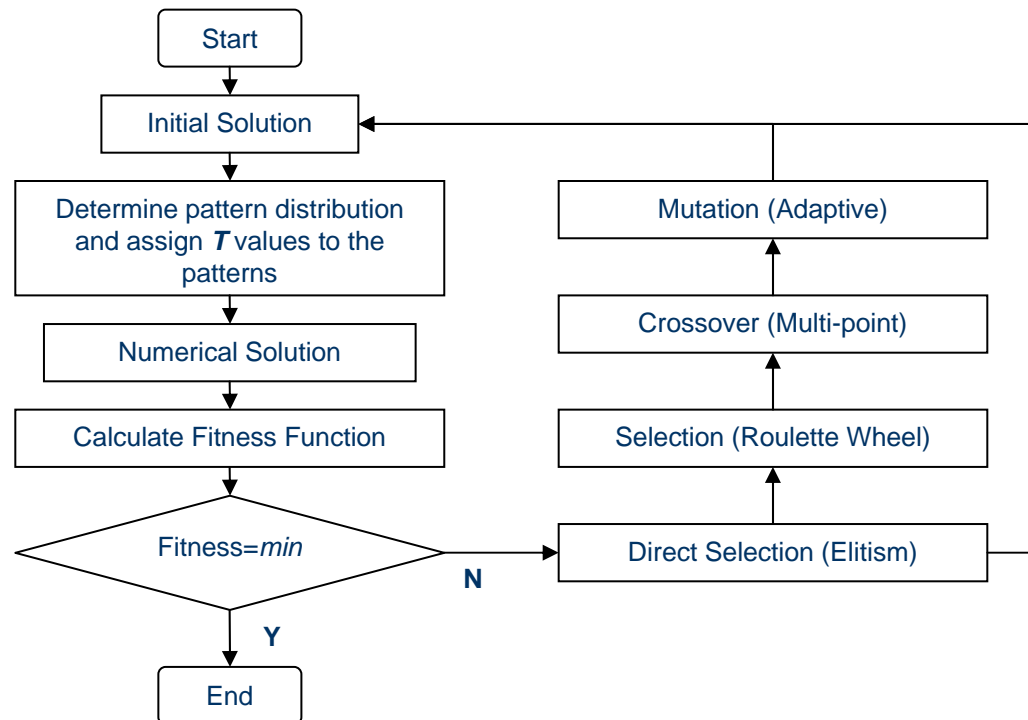 Start
Initial Solution
Determine pattern distribution
and assign T values to the
patterns
Numerical Solution
Calculate Fitness Function
Fitness=min
N
Y
End
Mutation (Adaptive)
Crossover (Multi-point)
Selection (Roulette Wheel)
Direct Selection (Elitism)